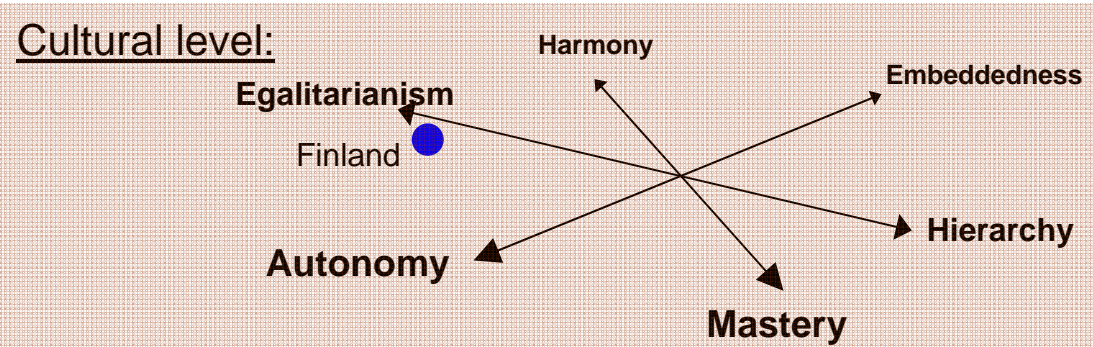 Cultural level:
Harmony
Embeddedness
Egalitarianism
Finland
Hierarchy
Autonomy
Mastery